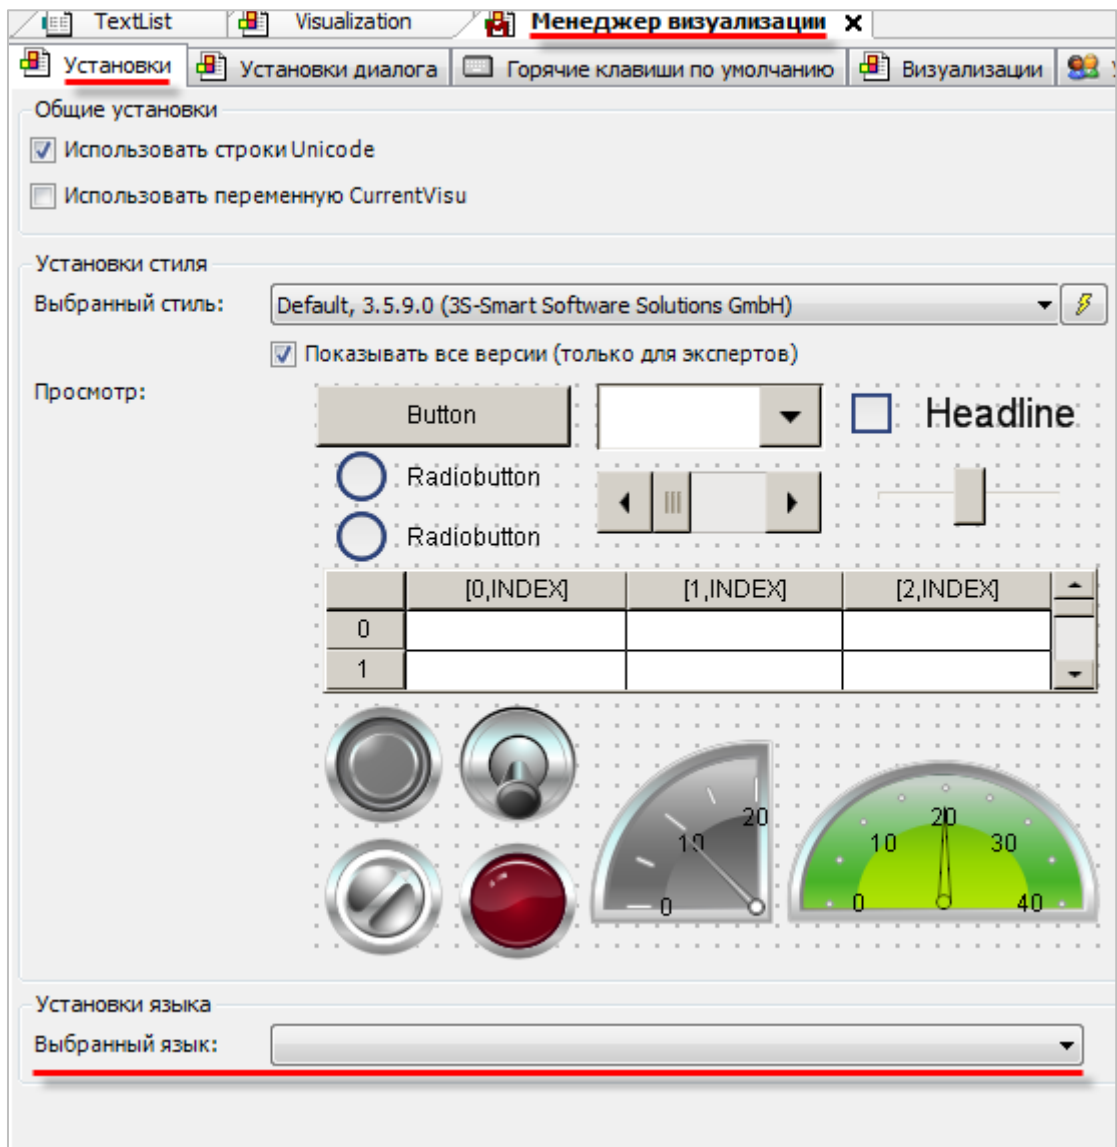 TextList Visualization Менеджер визуализации
Установки Установки диалога Горячие клавиши по умолчанию Визуализации
Общие установки
Использовать строки Unicode
Использовать переменную CurrentVisu
Установки стиля
Выбранный стиль: Default, 3.5.9.0 (3S-Smart Software Solutions GmbH)
Показывать все версии (только для экспертов)
Просмотр:
Button Headline
Radiobutton
Radiobutton
[0,INDEX] [1,INDEX] [2,INDEX]
0
1
0 10 20
0 10 20 30 40
Установки языка
Выбранный язык: